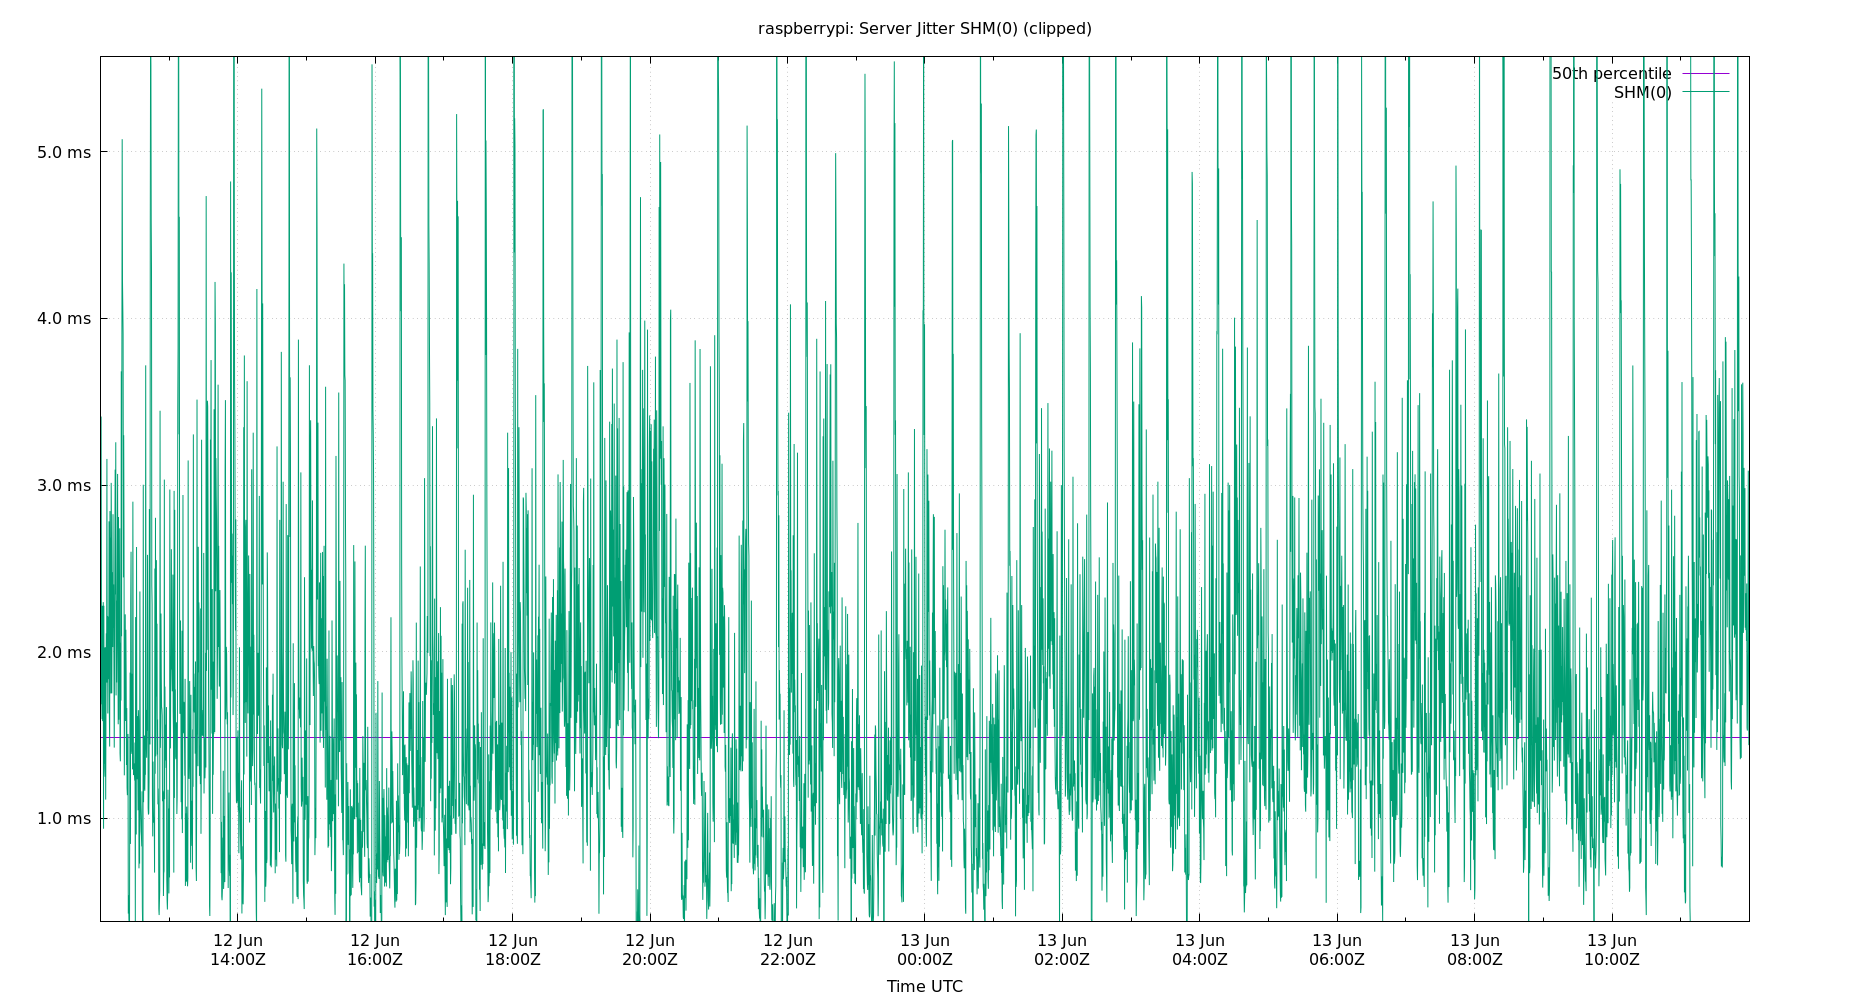 raspberrypi: Server Jitter SHM(0) (clipped)
50th percentile
SHM(0)
5.0 ms
4.0 ms
3.0 ms
2.0 ms
1.0 ms
12 Jun 12 Jun 12 Jun 12 Jun 12 Jun 13 Jun 13 Jun 13 Jun 13 Jun 13 Jun 13 Jun
14:00Z 16:00Z 18:00Z 20:00Z 22:00Z 00:00Z 02:00Z 04:00Z 06:00Z 08:00Z 10:00Z
Time UTC